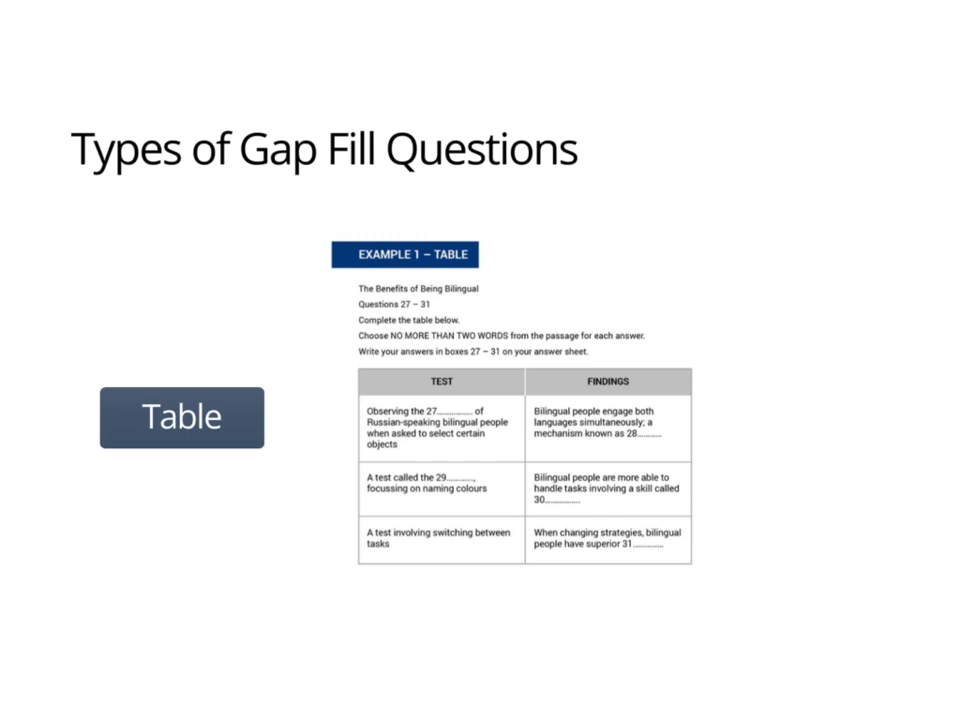 Types of Gap Fill Questions
EXAMPLE 1 – TABLE
The Benefits of Being Bilingual
Questions 27 – 31
Complete the table below.
Choose NO MORE THAN TWO WORDS from the passage for each answer.
Write your answers in boxes 27 – 31 on your answer sheet.
Table
TEST
FINDINGS
Observing the 27.............. of
Russian-speaking bilingual people
when asked to select certain
objects
Bilingual people engage both
languages simultaneously; a
mechanism known as 28..........
A test called the 29..........,
focussing on naming colours
Bilingual people are more able to
handle tasks involving a skill called
30..............
A test involving switching between
tasks
When changing strategies, bilingual
people have superior 31............